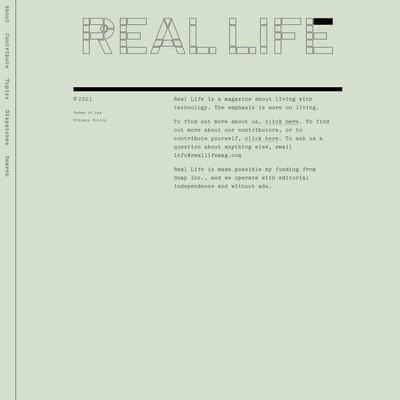 About
Contribute
Topics
Dispatches
Search
REAL LIFE
© 2021
Terms of Use
Privacy Policy
Real Life is a magazine about living with
technology. The emphasis is now on living.
To find out more about us, click here. To find
out more about our contributors, or to
contribute yourself, click here. To ask us a
question about anything else, email
info@reallifemag.com
Real Life is made possible by funding from
Snap Inc., and we operate with editorial
independence and without ads.